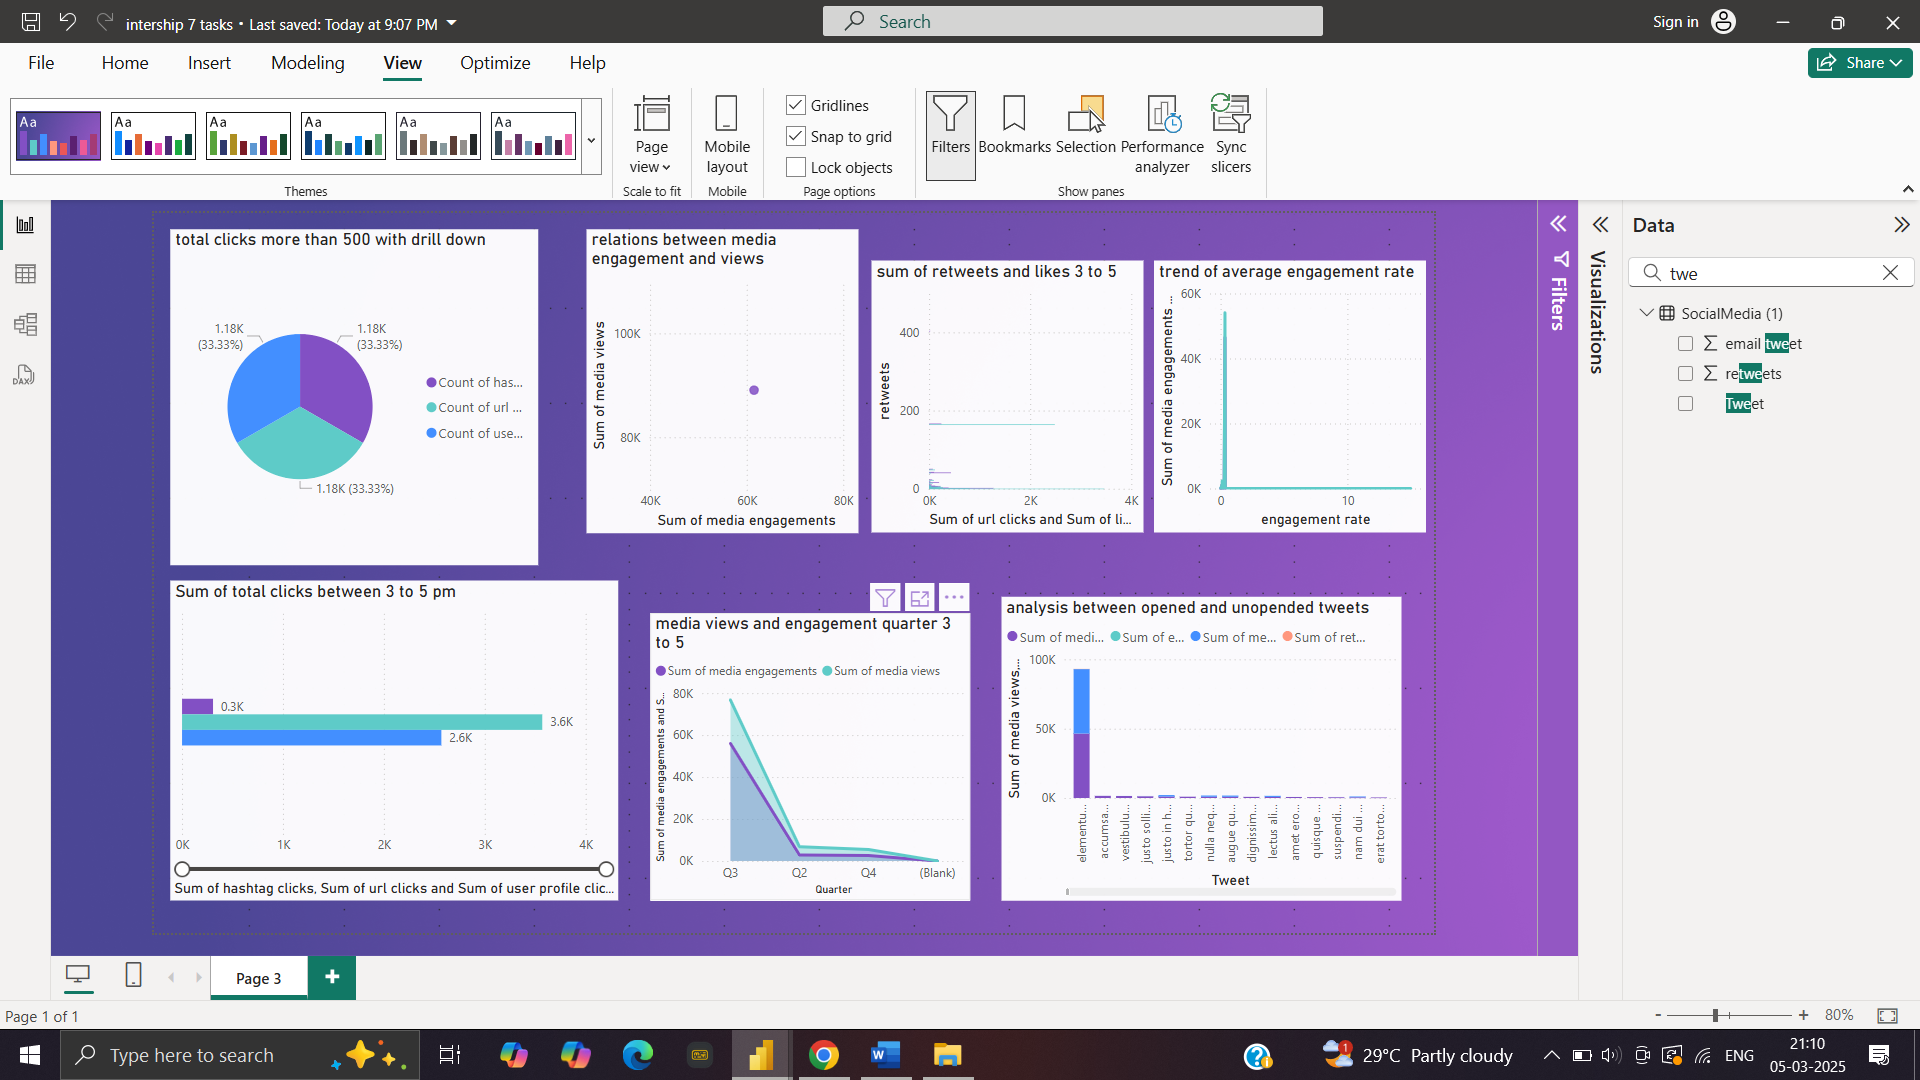 intership 7 tasks • Last saved: Today at 9:07 PM
Search
Sign in
File Home Insert Modeling View Optimize Help
Share
Aa Aa Aa Aa Aa Aa
Themes
Page view
Scale to fit
Mobile layout
Mobile
Gridlines
Snap to grid
Lock objects
Page options
Filters
Bookmarks
Selection
Performance analyzer
Sync slicers
Show panes
total clicks more than 500 with drill down
1.18K
(33.33%)
1.18K
(33.33%)
1.18K (33.33%)
Count of has...
Count of url ...
Count of use...
relations between media
engagement and views
Sum of media views
100K
80K
40K 60K 80K
Sum of media engagements
sum of retweets and likes 3 to 5
retweets
400
200
0
0K 2K 4K
Sum of url clicks and Sum of li...
trend of average engagement rate
Sum of media engagements ...
60K
40K
20K
0K
0 10
engagement rate
Sum of total clicks between 3 to 5 pm
0.3K
3.6K
2.6K
0K 1K 2K 3K 4K
Sum of hashtag clicks, Sum of url clicks and Sum of user profile clic...
media views and engagement quarter 3
to 5
Sum of media engagements Sum of media views
Sum of media engagements and S...
80K
60K
40K
20K
0K
Q3 Q2 Q4 (Blank)
Quarter
analysis between opened and unopended tweets
Sum of medi... Sum of e... Sum of me... Sum of ret...
Sum of media views,...
100K
50K
0K
elementu... accumsa... vestibulu... justo solli... justo in h... tortor qu... nulla neq... augue qu... dignissim... lectus ali... amet ero... quisque ... suspendi... nam dui ... erat torto...
Tweet
Filters
Visualizations
Data
twe
SocialMedia (1)
email tweet
retweets
Tweet
DAX
Page 3
Page 1 of 1
- + 80%
Type here to search
1
29°C Partly cloudy
ENG
21:10
05-03-2025